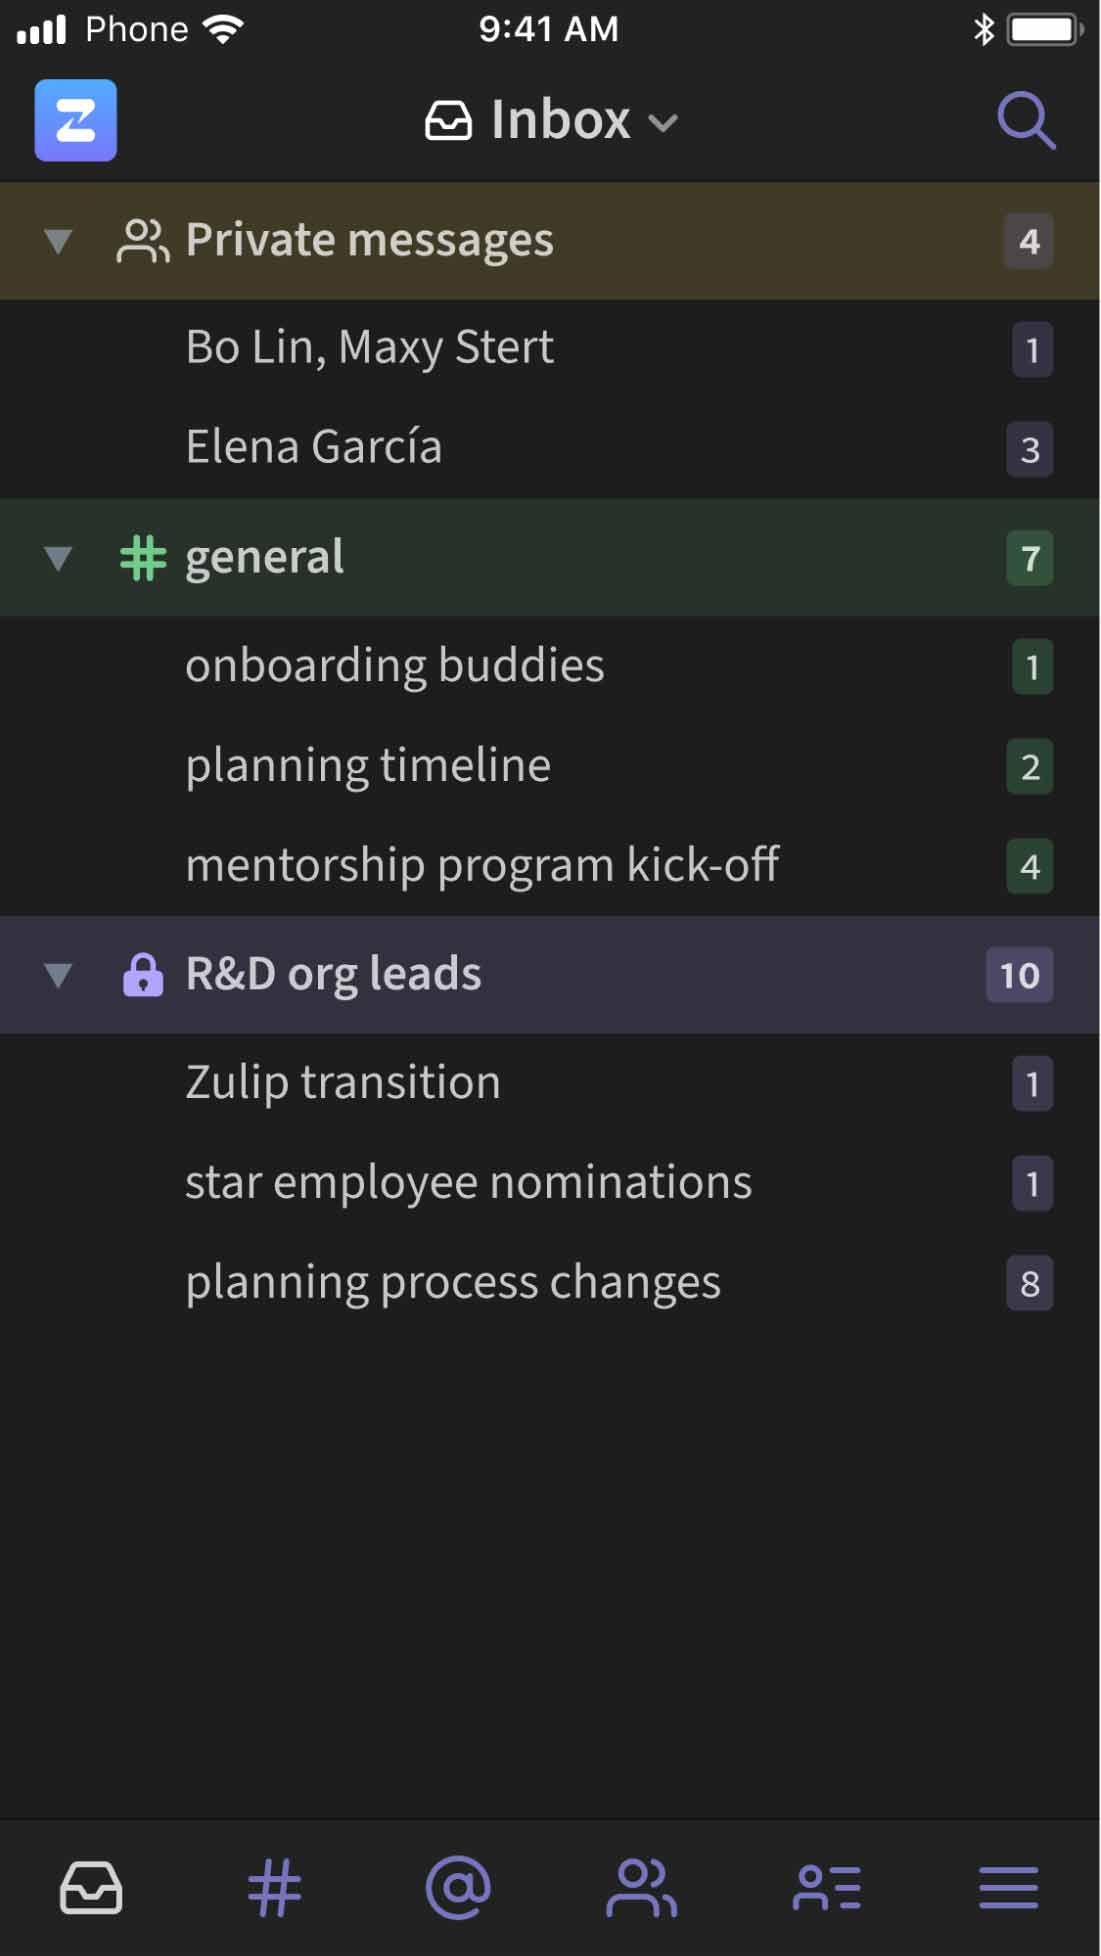 Phone 9:41 AM
Inbox
Private messages 4
Bo Lin, Maxy Stert 1
Elena García 3
general 7
onboarding buddies 1
planning timeline 2
mentorship program kick-off 4
R&D org leads 10
Zulip transition 1
star employee nominations 1
planning process changes 8